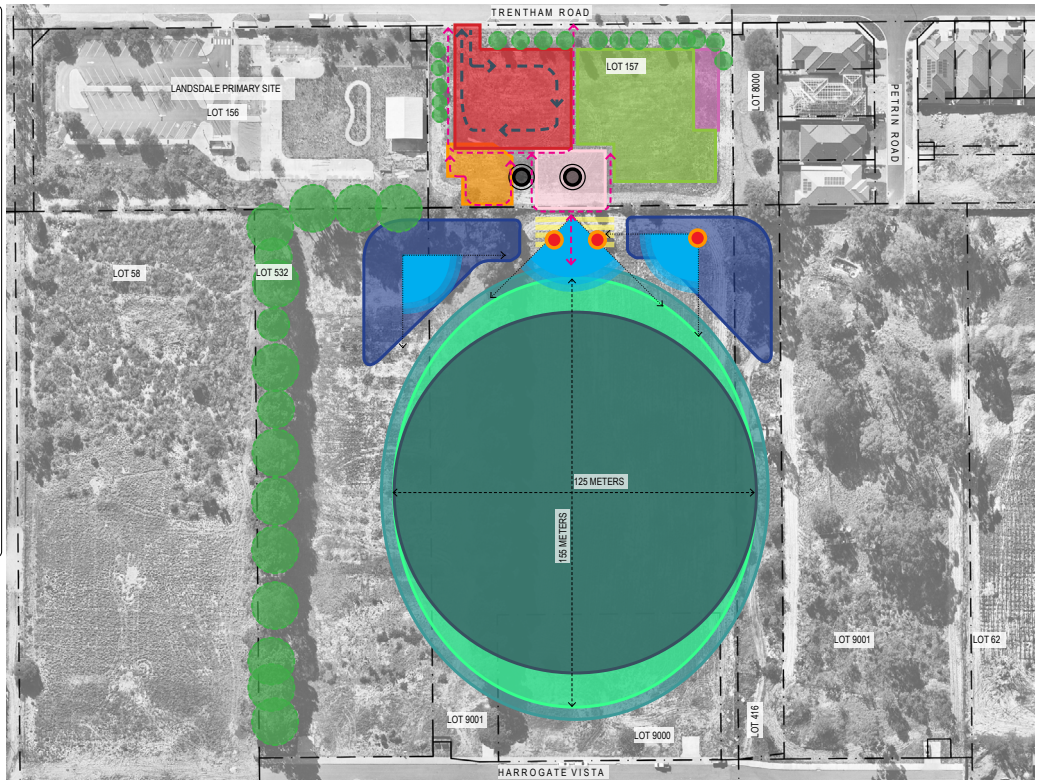 TRENTHAM ROAD
LOT 157
LANDSDALE PRIMARY SITE
LOT 156
LOT 8000
PETRIN ROAD
LOT 58
LOT 532
125 METERS
155 METERS
LOT 9001
LOT 62
LOT 9001
LOT 416
LOT 9000
HARROGATE VISTA